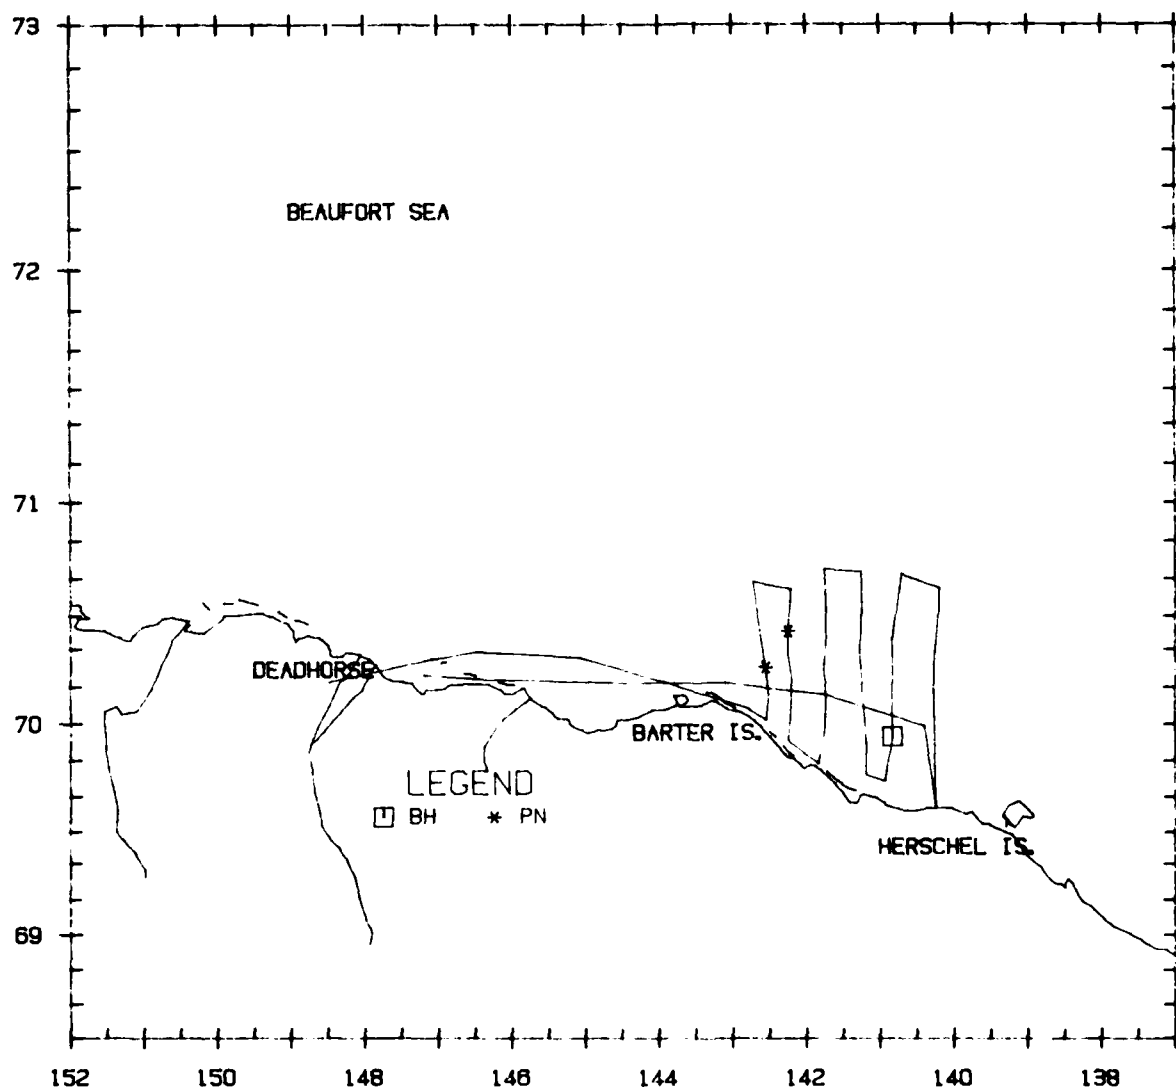 73
BEAUFORT SEA
72
71
DEADHORSE
70
BARTER IS.
LEGEND
BH * PN
HERSCHEL IS.
69
152 150 148 146 144 142 140 138